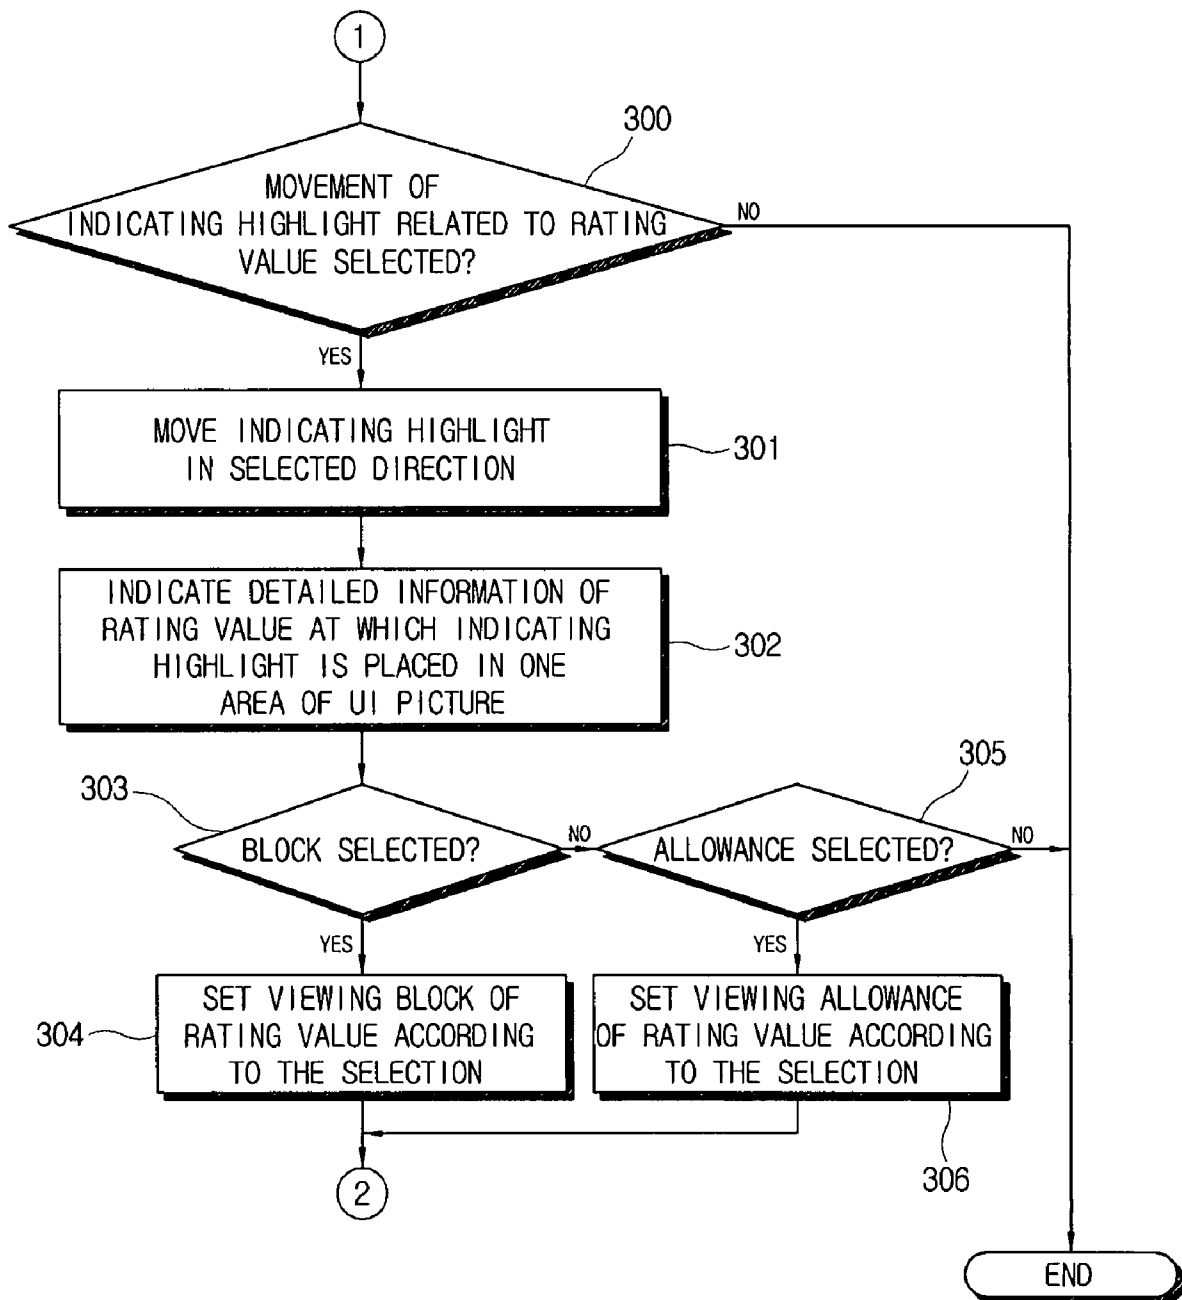 1
300
MOVEMENT OF
INDICATING HIGHLIGHT RELATED TO RATING
VALUE SELECTED?
NO
YES
MOVE INDICATING HIGHLIGHT
IN SELECTED DIRECTION
301
INDICATE DETAILED INFORMATION OF
RATING VALUE AT WHICH INDICATING
HIGHLIGHT IS PLACED IN ONE
AREA OF UI PICTURE
302
303
BLOCK SELECTED?
NO
305
ALLOWANCE SELECTED?
NO
YES
YES
304
SET VIEWING BLOCK OF
RATING VALUE ACCORDING
TO THE SELECTION
SET VIEWING ALLOWANCE
OF RATING VALUE ACCORDING
TO THE SELECTION
306
2
END